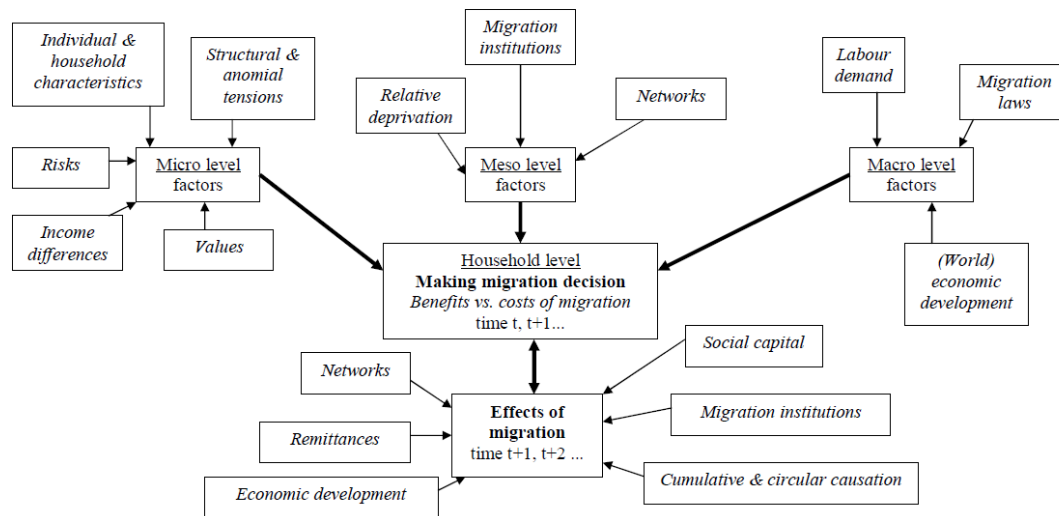 Individual &
household
characteristics
Structural &
anomial
tensions
Migration
institutions
Relative
deprivation
Networks
Labour
demand
Migration
laws
Risks
Micro level
factors
Meso level
factors
Macro level
factors
Income
differences
Values
Household level
Making migration decision
Benefits vs. costs of migration
time t, t+1...
(World)
economic
development
Networks
Social capital
Remittances
Effects of
migration
time t+1, t+2 ...
Migration institutions
Economic development
Cumulative & circular causation